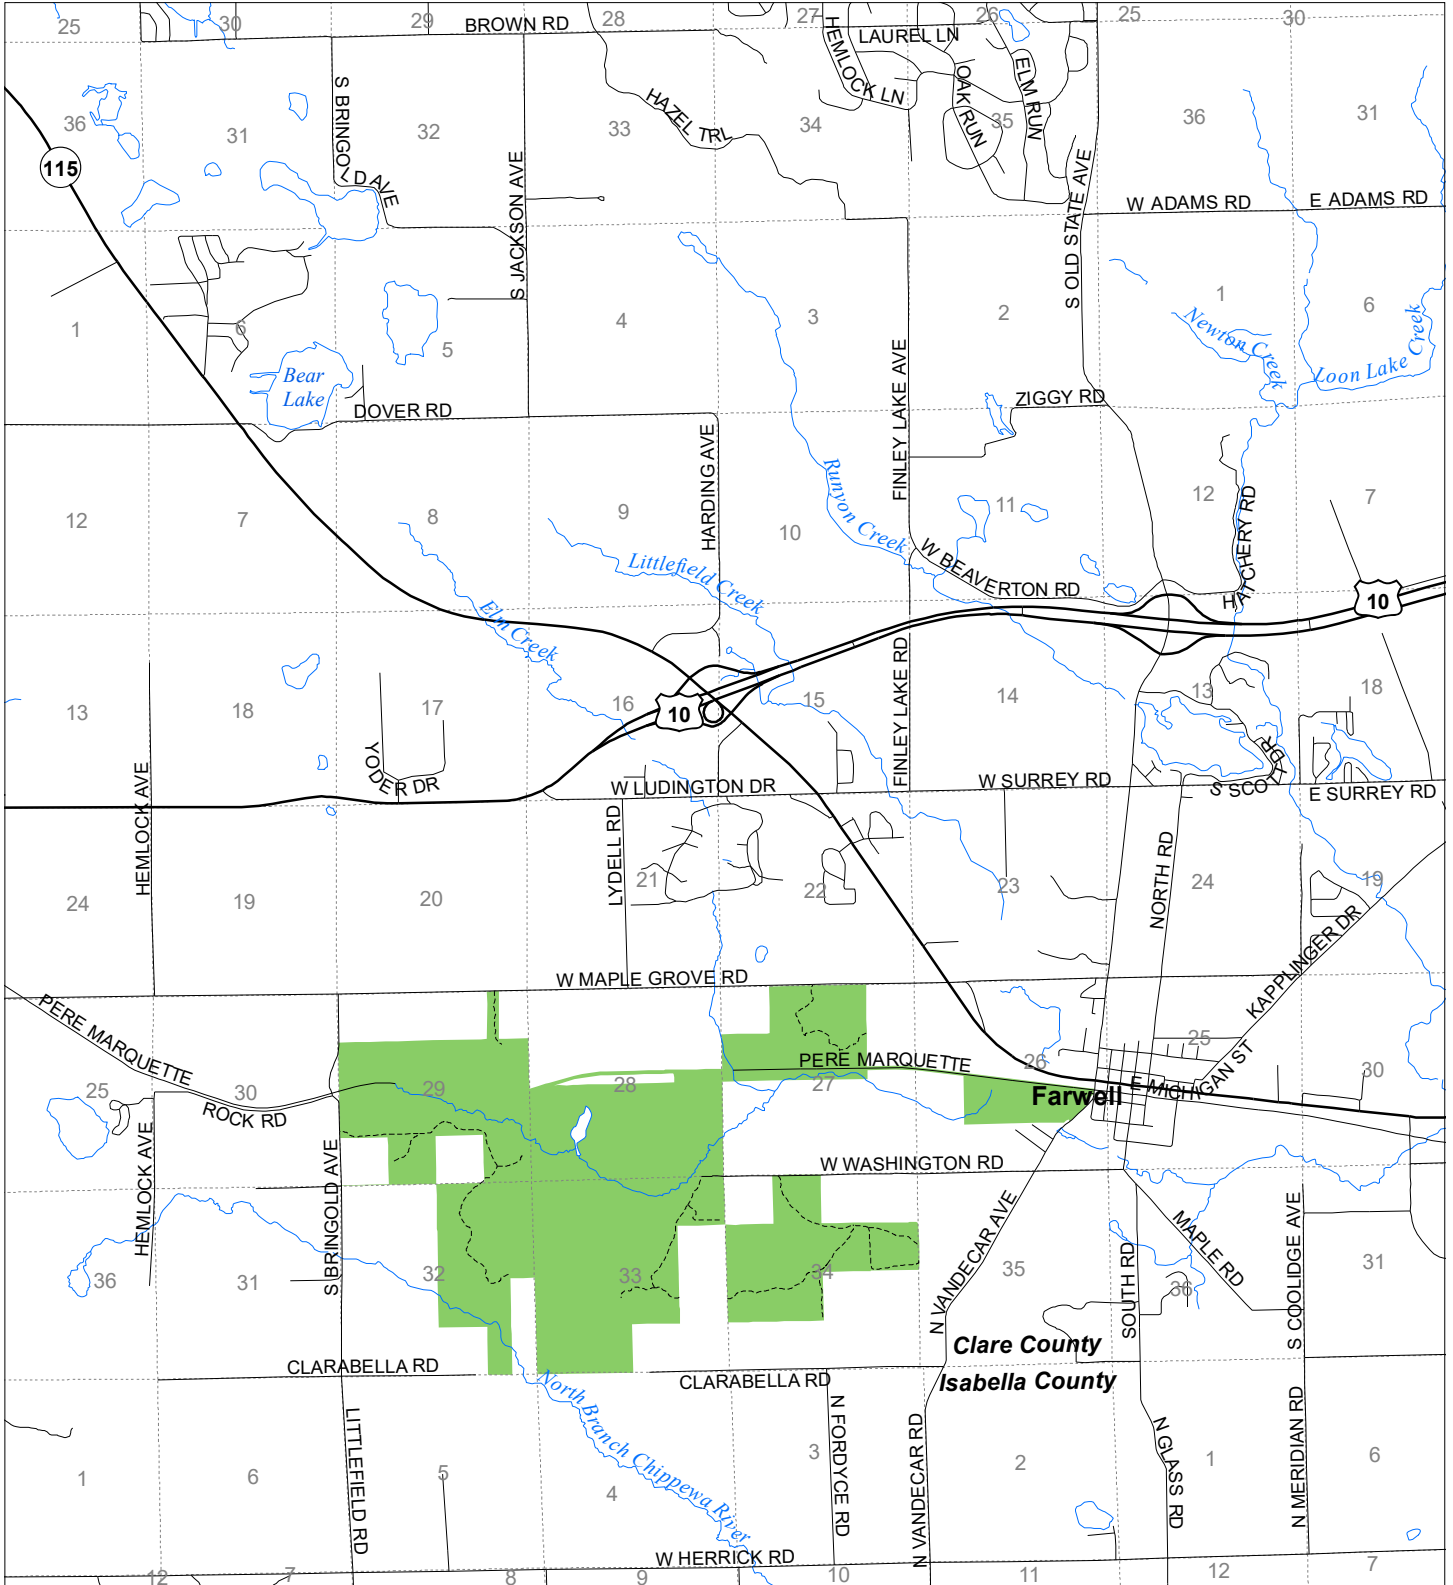 25
30
29
BROWN RD
28
27
26
25
30
LAUREL LN
HEMLOCK LN
OAK RUN
ELM RUN
36
31
S BRINGOLD AVE
32
33
HAZEL TRL
34
35
36
31
115
S JACKSON AVE
S OLD STATE AVE
W ADAMS RD
E ADAMS RD
1
6
5
4
3
2
1
6
Newton Creek
Loon Lake Creek
Bear
Lake
DOVER RD
FINLEY LAKE AVE
ZIGGY RD
HARDING AVE
Runyon Creek
12
7
8
9
10
11
12
7
HATCHERY RD
Littlefield Creek
W BEAVERTON RD
10
Elm Creek
13
18
17
16
10
15
FINLEY LAKE RD
14
13
18
YODER DR
HEMLOCK AVE
W LUDINGTON DR
W SURREY RD
S SCOTT DR
E SURREY RD
LYDELL RD
NORTH RD
24
19
20
21
22
23
24
19
KAPPLINGER DR
W MAPLE GROVE RD
PERE MARQUETTE
25
30
ROCK RD
29
28
PERE MARQUETTE
27
26
25
30
Farwell
E MICHIGAN ST
HEMLOCK AVE
S BRINGOLD AVE
W WASHINGTON RD
36
31
32
33
34
N VANDECAR AVE
35
SOUTH RD
MAPLE RD
36
S COOLIDGE AVE
31
Clare County
Isabella County
CLARABELLA RD
CLARABELLA RD
North Branch Chippewa River
LITTLEFIELD RD
N FORDYCE RD
N VANDECAR RD
N GLASS RD
N MERIDIAN RD
1
6
5
4
3
2
1
6
W HERRICK RD
12
7
8
9
10
11
12
7